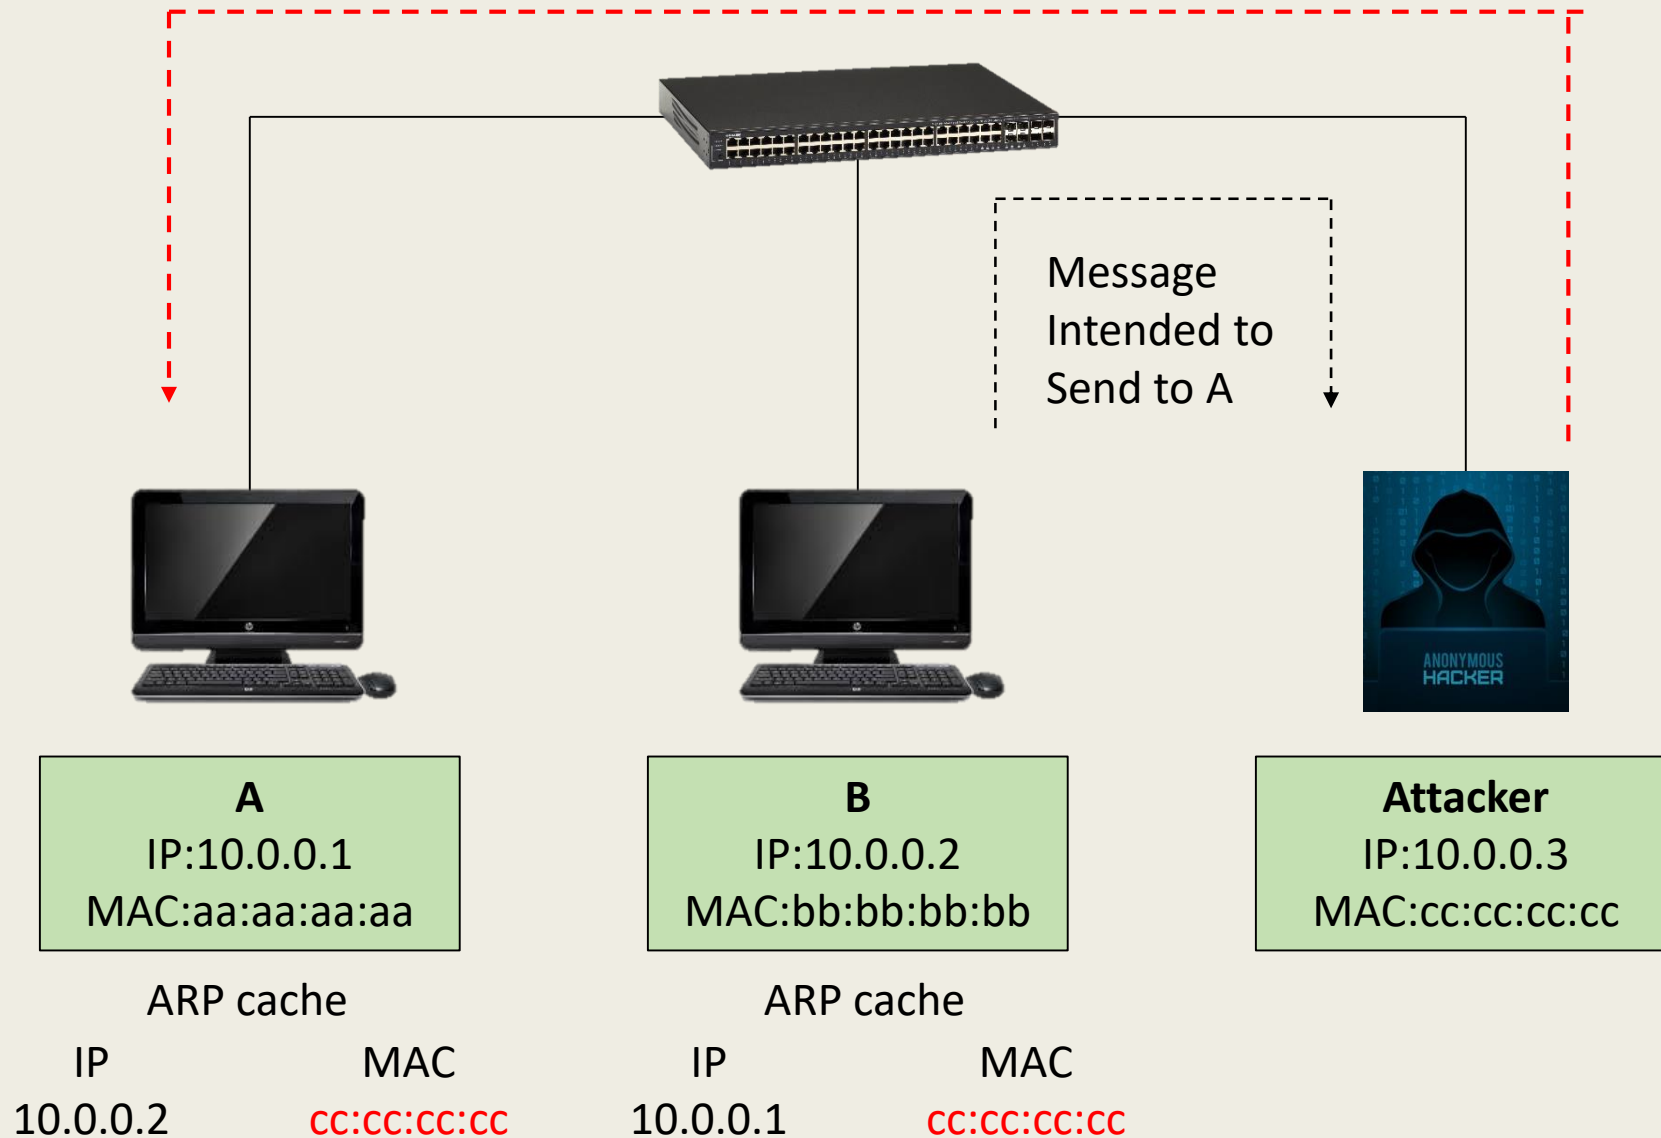 Message
Intended to
Send to A
ANONYMOUS
HACKER
A
IP:10.0.0.1
MAC:aa:aa:aa:aa
B
IP:10.0.0.2
MAC:bb:bb:bb:bb
Attacker
IP:10.0.0.3
MAC:cc:cc:cc:cc
ARP cache
IP MAC
10.0.0.2 cc:cc:cc:cc
ARP cache
IP MAC
10.0.0.1 cc:cc:cc:cc